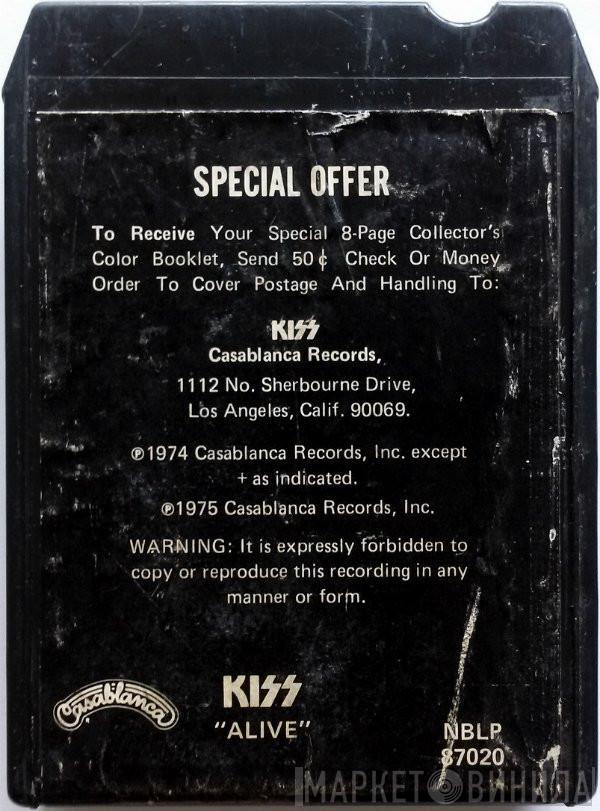 SPECIAL OFFER
To Receive Your Special 8-Page Collector's
Color Booklet, Send 50¢ Check Or Money
Order To Cover Postage And Handling To:
KISS
Casablanca Records,
1112 No. Sherbourne Drive,
Los Angeles, Calif. 90069.
℗1974 Casablanca Records, Inc. except
+ as indicated.
℗1975 Casablanca Records, Inc.
WARNING: It is expressly forbidden to
copy or reproduce this recording in any
manner or form.
Casablanca
KISS
"ALIVE"
NBLP
87020
МАРКЕТ ВИНИЛА